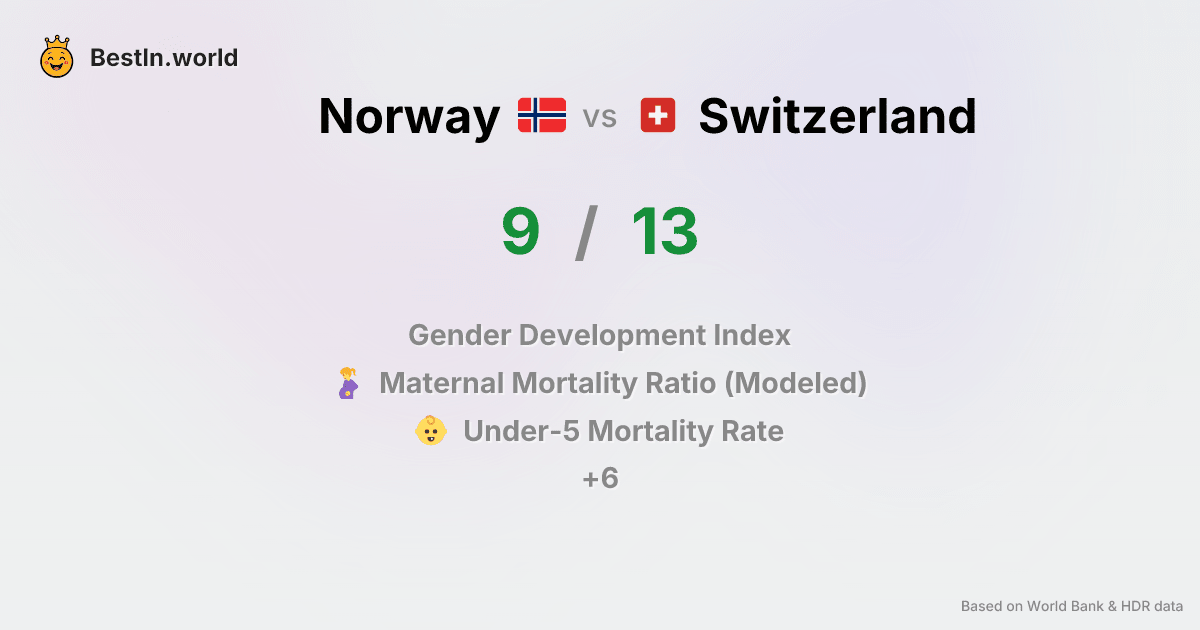 BestIn.world
Norway vs Switzerland
9 / 13
Gender Development Index
Maternal Mortality Ratio (Modeled)
Under-5 Mortality Rate
+6
Based on World Bank & HDR data